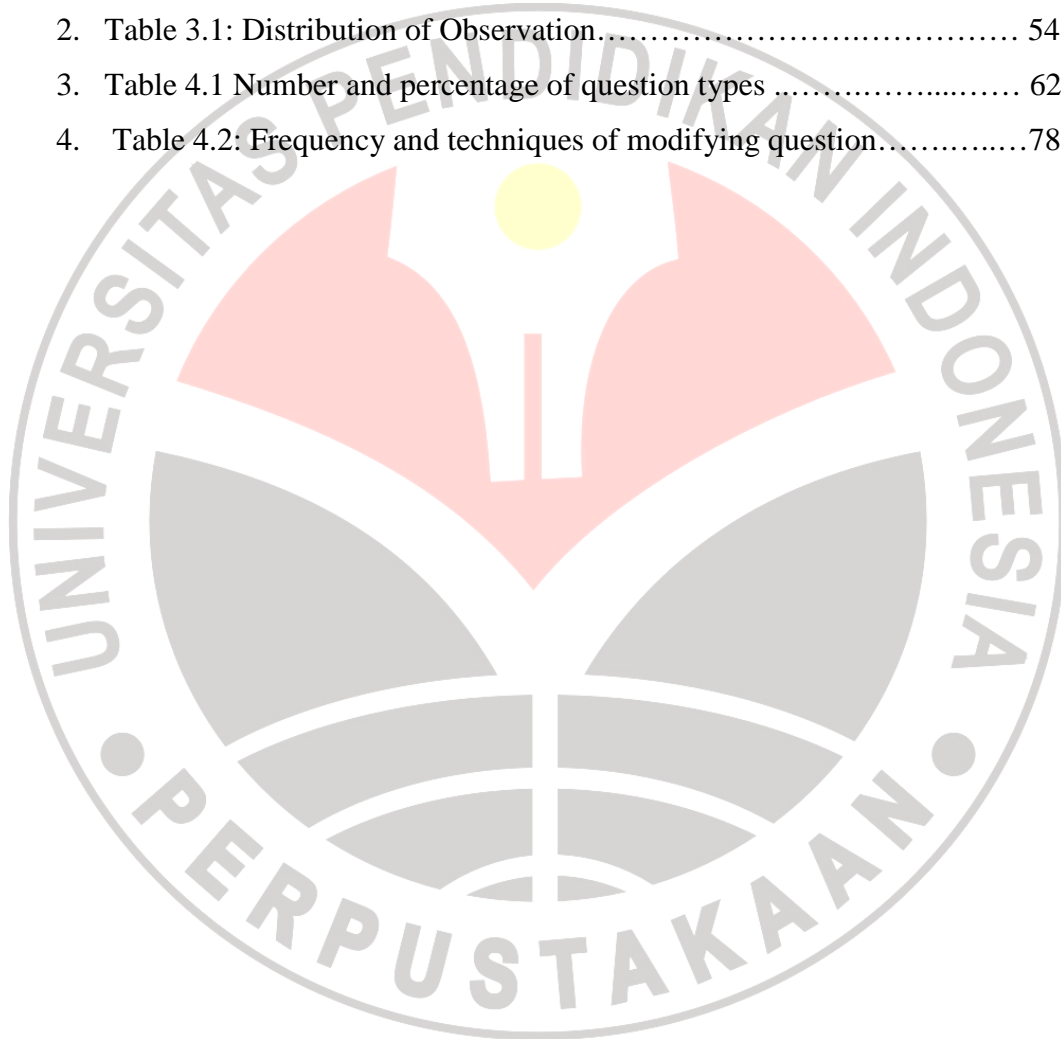 2. Table 3.1: Distribution of Observation…………………….…………… 54
3. Table 4.1 Number and percentage of question types ..…….……....…… 62
4. Table 4.2: Frequency and techniques of modifying question…….…..…78
UNIVERSITAS PENDIDIKAN INDONESIA
PERPUSTAKAAN